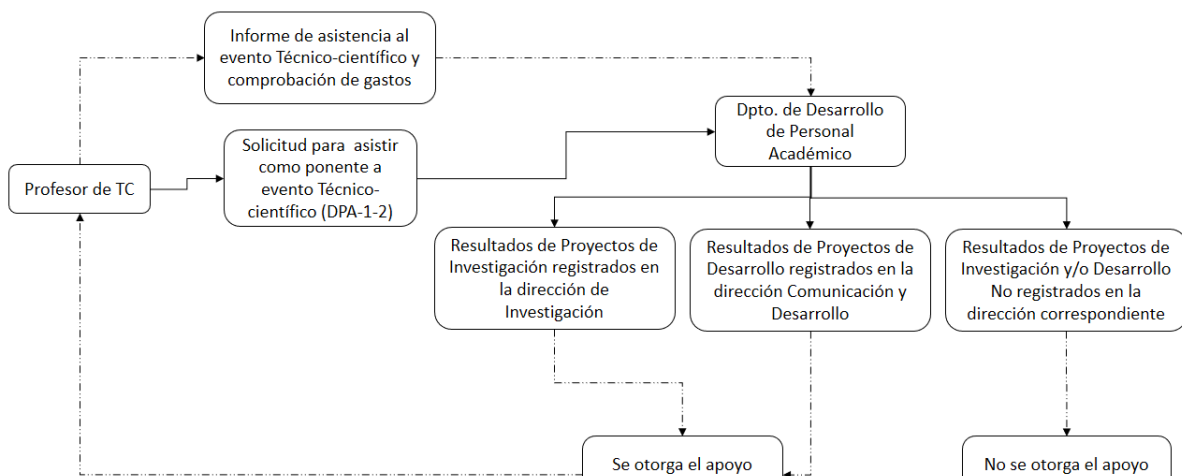 Informe de asistencia al
evento Técnico-científico y
comprobación de gastos
Dpto. de Desarrollo
de Personal
Académico
Solicitud para asistir
como ponente a
evento Técnico-
científico (DPA-1-2)
Profesor de TC
Resultados de Proyectos de
Investigación registrados en
la dirección de
Investigación
Resultados de Proyectos de
Desarrollo registrados en la
dirección Comunicación y
Desarrollo
Resultados de Proyectos de
Investigación y/o Desarrollo
No registrados en la
dirección correspondiente
Se otorga el apoyo
No se otorga el apoyo